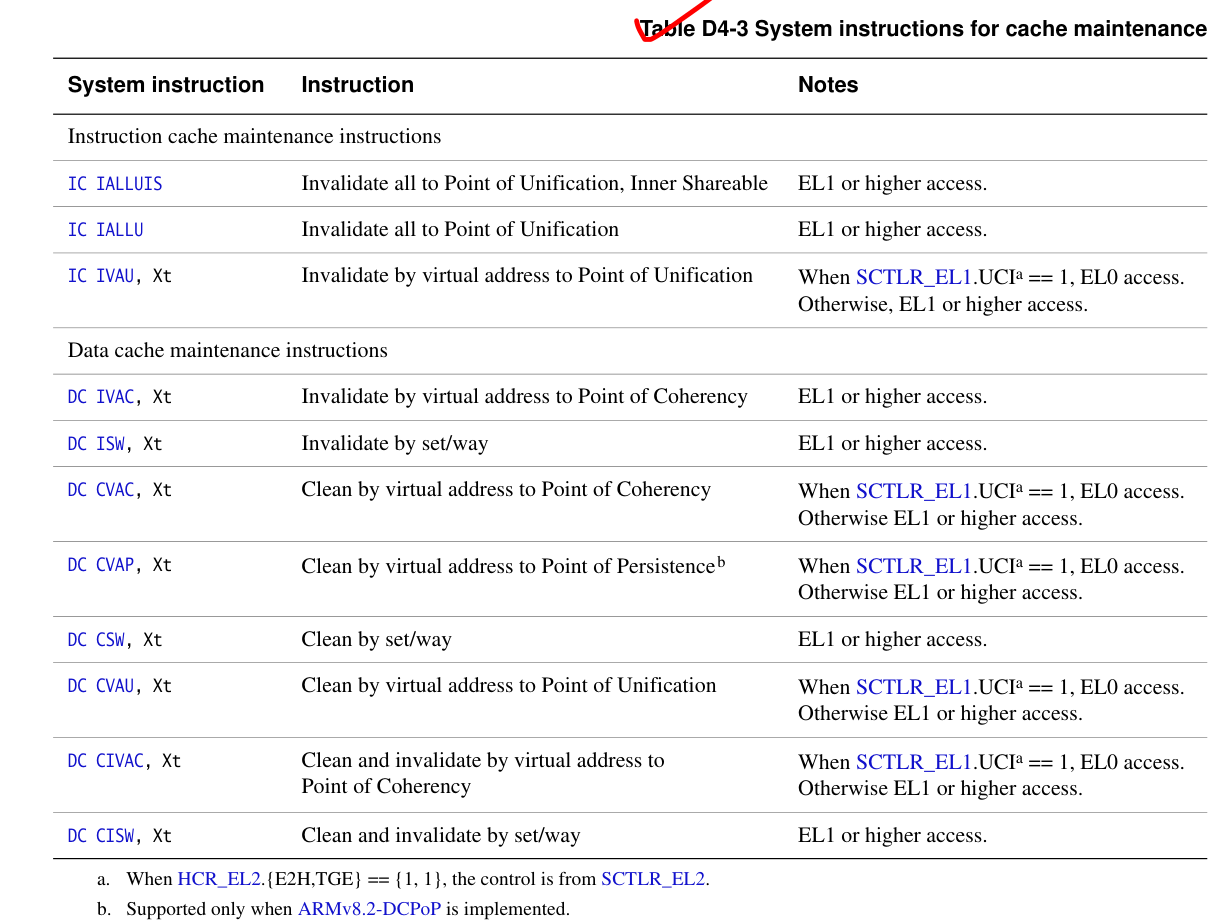 Table D4-3 System instructions for cache maintenance
System instruction Instruction Notes
Instruction cache maintenance instructions
IC IALLUIS Invalidate all to Point of Unification, Inner Shareable EL1 or higher access.
IC IALLU Invalidate all to Point of Unification EL1 or higher access.
IC IVAU, Xt Invalidate by virtual address to Point of Unification When SCTLR_EL1.UCIa == 1, EL0 access.
Otherwise, EL1 or higher access.
Data cache maintenance instructions
DC IVAC, Xt Invalidate by virtual address to Point of Coherency EL1 or higher access.
DC ISW, Xt Invalidate by set/way EL1 or higher access.
DC CVAC, Xt Clean by virtual address to Point of Coherency When SCTLR_EL1.UCIa == 1, EL0 access.
Otherwise EL1 or higher access.
DC CVAP, Xt Clean by virtual address to Point of Persistenceb When SCTLR_EL1.UCIa == 1, EL0 access.
Otherwise EL1 or higher access.
DC CSW, Xt Clean by set/way EL1 or higher access.
DC CVAU, Xt Clean by virtual address to Point of Unification When SCTLR_EL1.UCIa == 1, EL0 access.
Otherwise EL1 or higher access.
DC CIVAC, Xt Clean and invalidate by virtual address to When SCTLR_EL1.UCIa == 1, EL0 access.
Point of Coherency Otherwise EL1 or higher access.
DC CISW, Xt Clean and invalidate by set/way EL1 or higher access.
a. When HCR_EL2.{E2H,TGE} == {1, 1}, the control is from SCTLR_EL2.
b. Supported only when ARMv8.2-DCPoP is implemented.